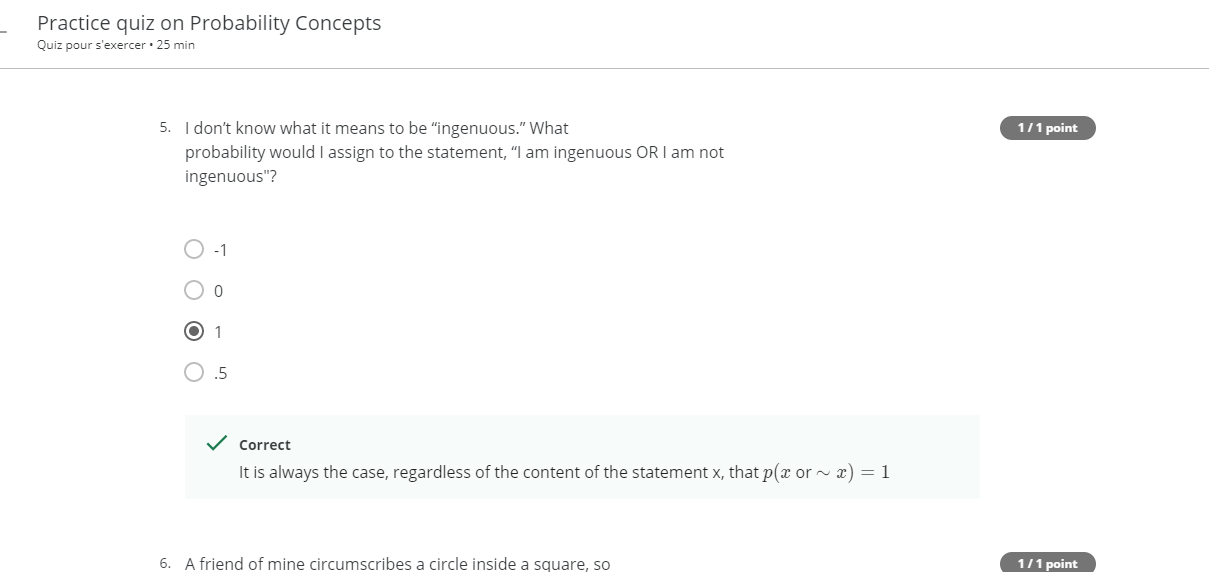 Practice quiz on Probability Concepts
Quiz pour s'exercer • 25 min
5. I don’t know what it means to be “ingenuous.” What 1 / 1 point
probability would I assign to the statement, “I am ingenuous OR I am not
ingenuous"?
-1
0
1
.5
Correct
It is always the case, regardless of the content of the statement x, that p(x or ∼ x) = 1
6. A friend of mine circumscribes a circle inside a square, so 1 / 1 point